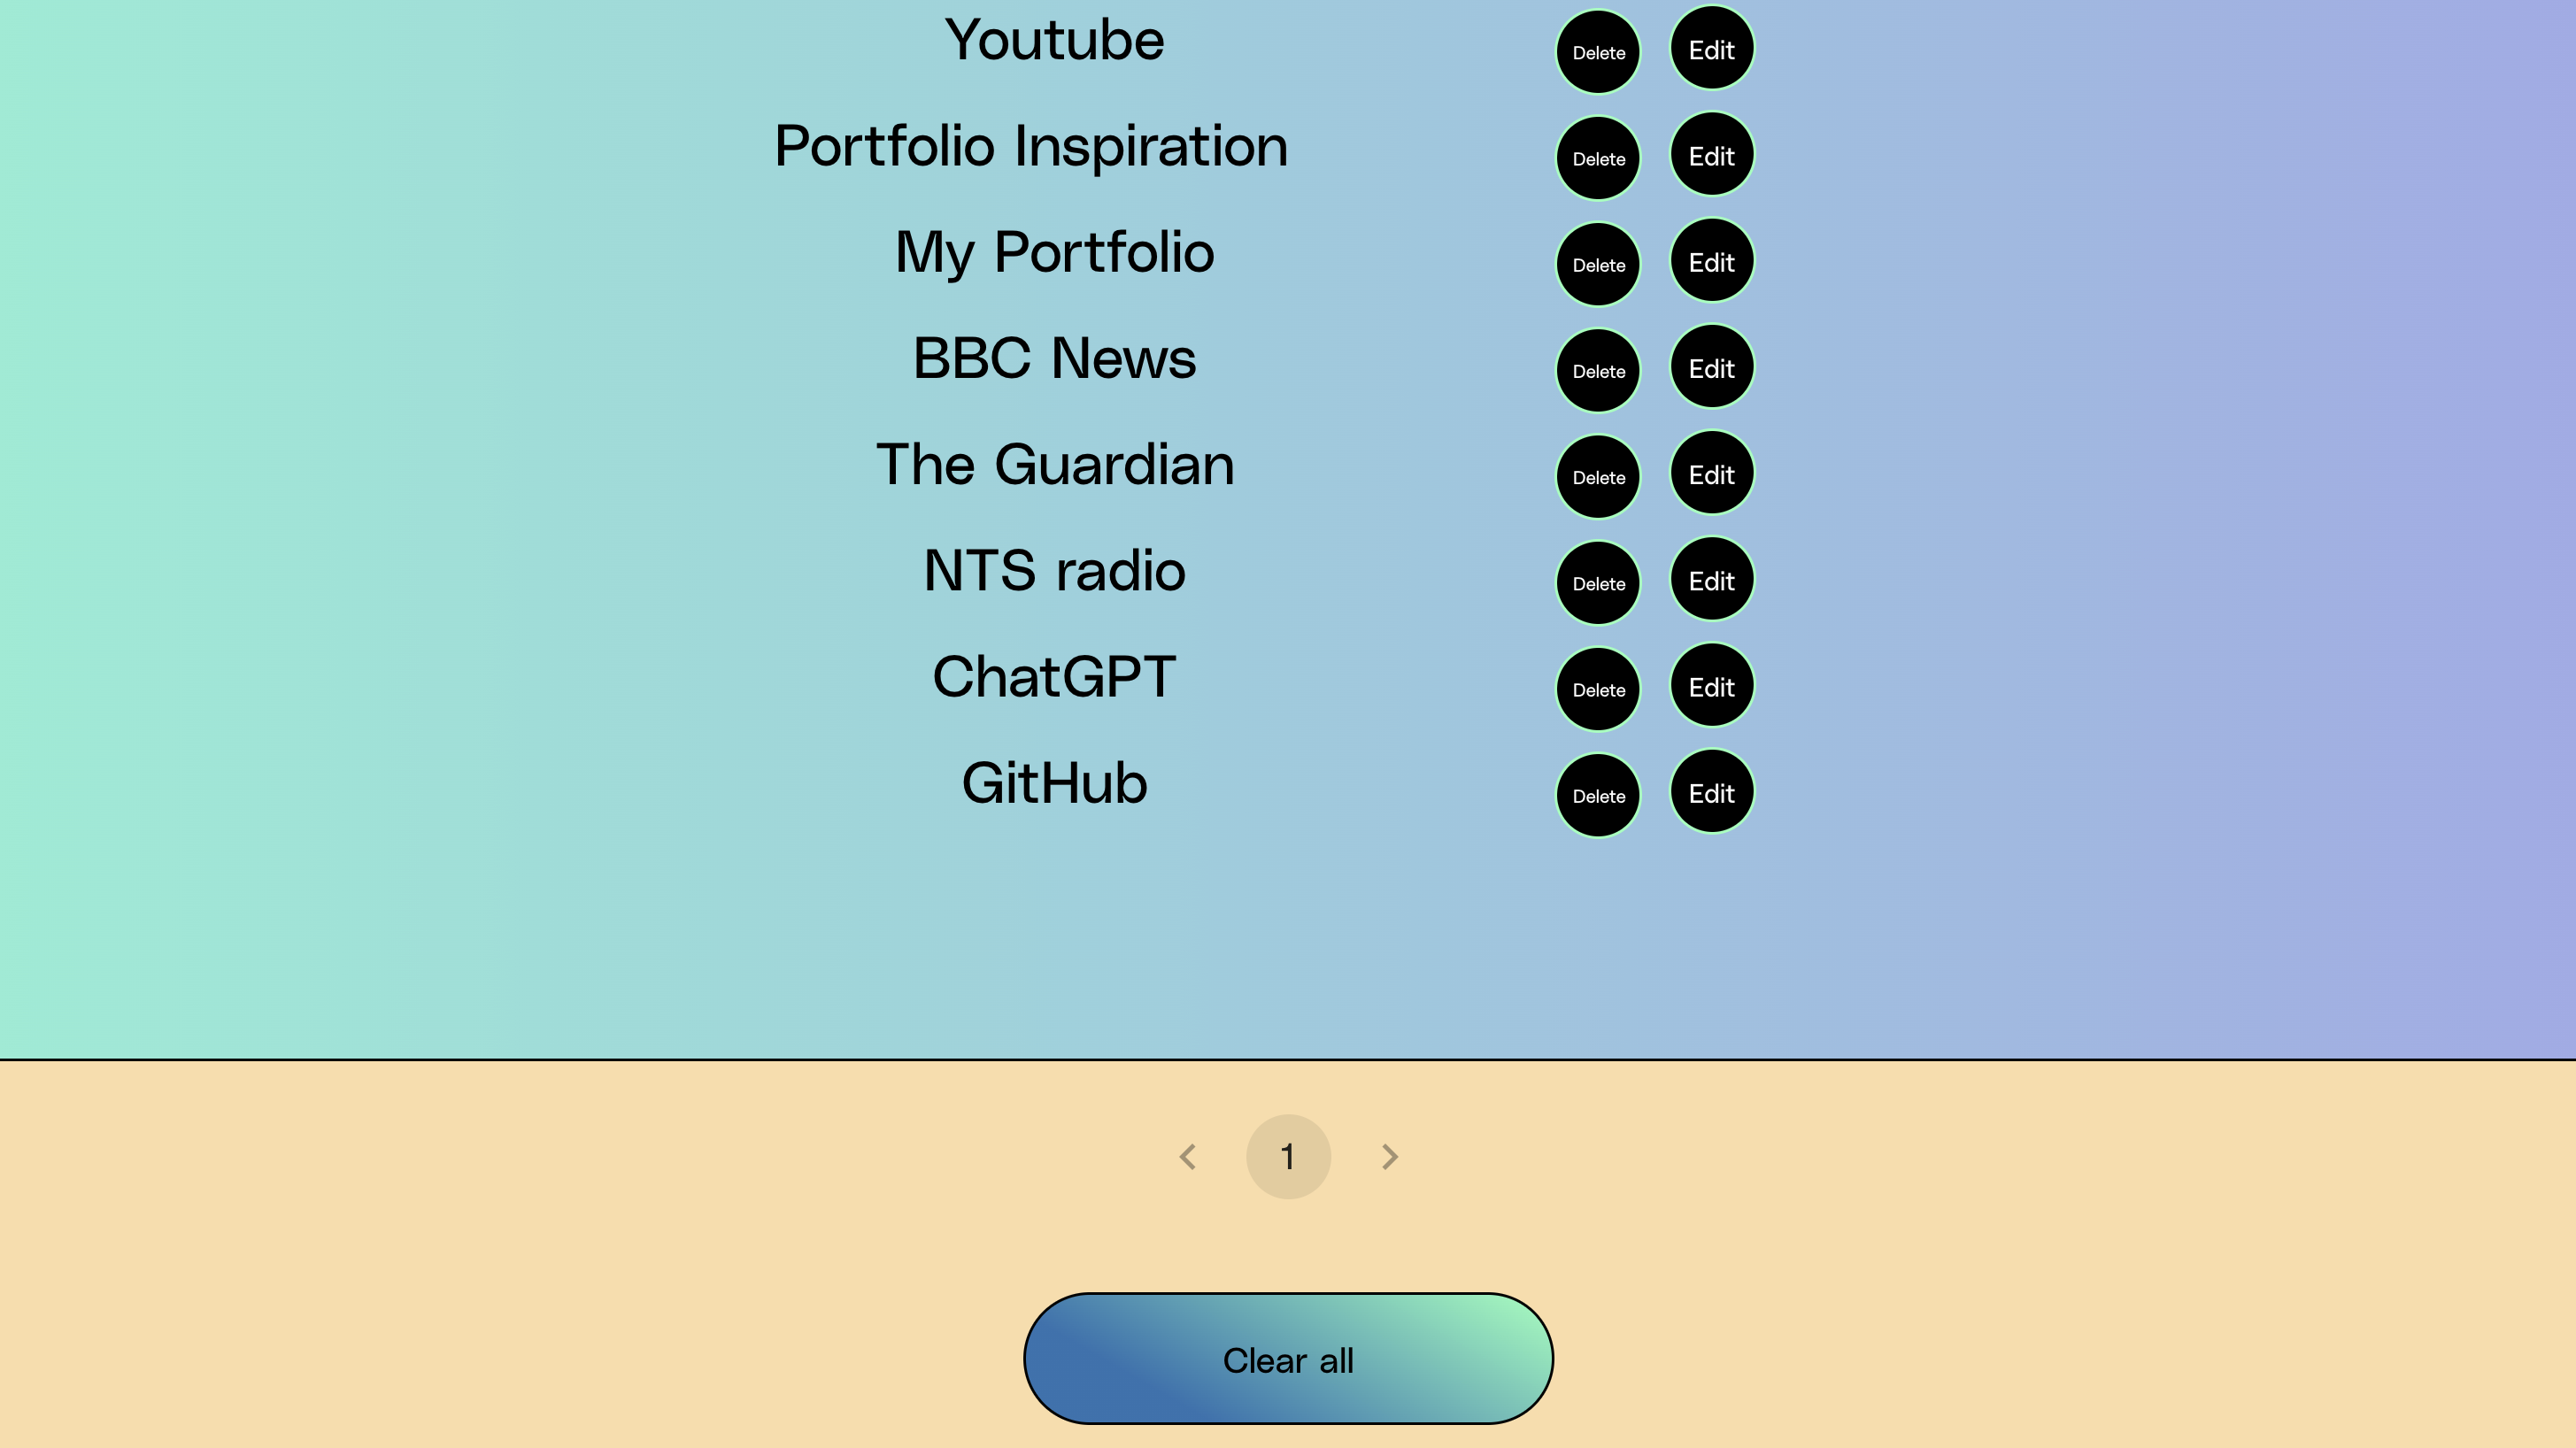 Youtube Delete Edit
Portfolio Inspiration Delete Edit
My Portfolio Delete Edit
BBC News Delete Edit
The Guardian Delete Edit
NTS radio Delete Edit
ChatGPT Delete Edit
GitHub Delete Edit
1
Clear all